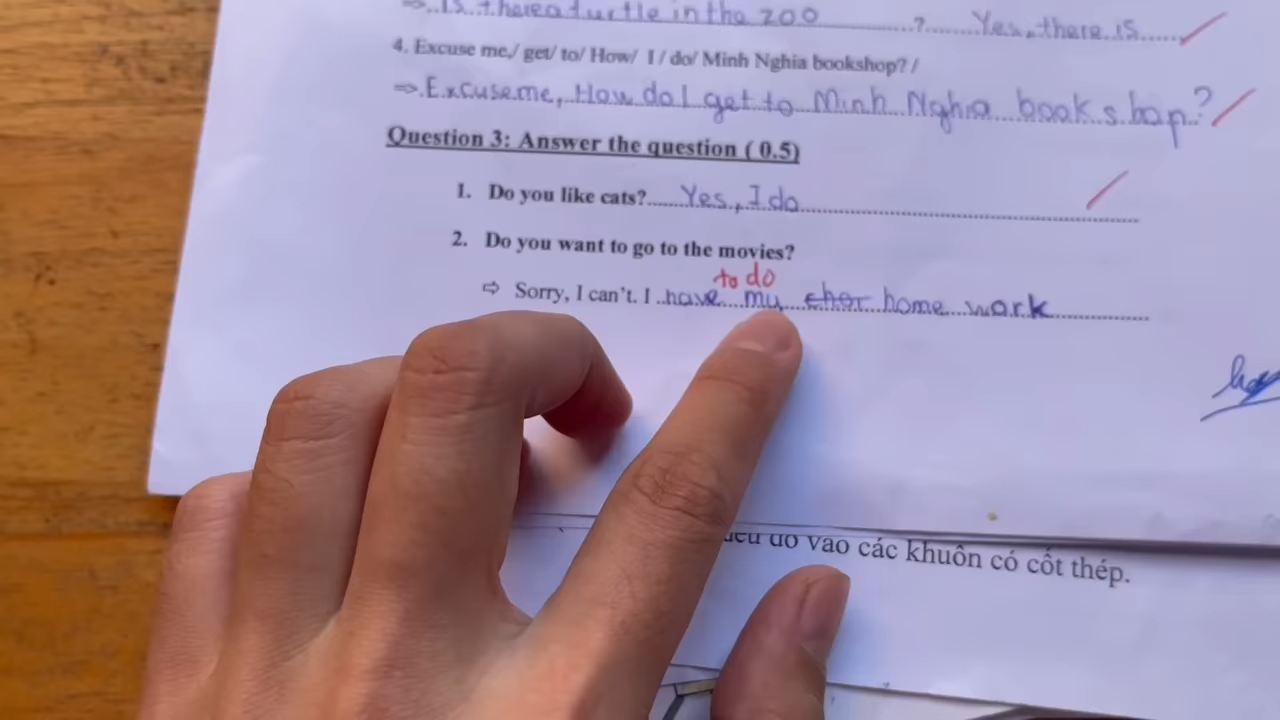 ⇒ Is there a turtle in the zoo ? Yes, there is
4. Excuse me,/ get/ to/ How/ I / do/ Minh Nghia bookshop? /
⇒ Excuse me, How do I get to Minh Nghia bookshop?
Question 3: Answer the question ( 0.5)
1. Do you like cats? Yes, I do
2. Do you want to go to the movies?
to do
⇨ Sorry, I can't. I have my home work
vào các khuôn có cốt thép.